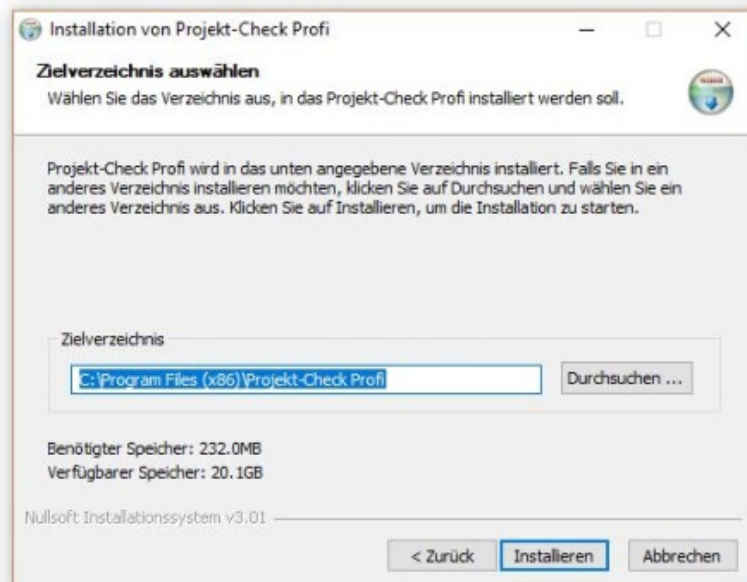 Installation von Projekt-Check Profi
Zielverzeichnis auswählen
Wählen Sie das Verzeichnis aus, in das Projekt-Check Profi installiert werden soll.
Projekt-Check Profi wird in das unten angegebene Verzeichnis installiert. Falls Sie in ein
anderes Verzeichnis installieren möchten, klicken Sie auf Durchsuchen und wählen Sie ein
anderes Verzeichnis aus. Klicken Sie auf Installieren, um die Installation zu starten.
Zielverzeichnis
C:\Program Files (x86)\Projekt-Check Profi
Durchsuchen ...
Benötigter Speicher: 232.0MB
Verfügbarer Speicher: 20.1GB
Nullsoft Installationssystem v3.01
< Zurück
Installieren
Abbrechen